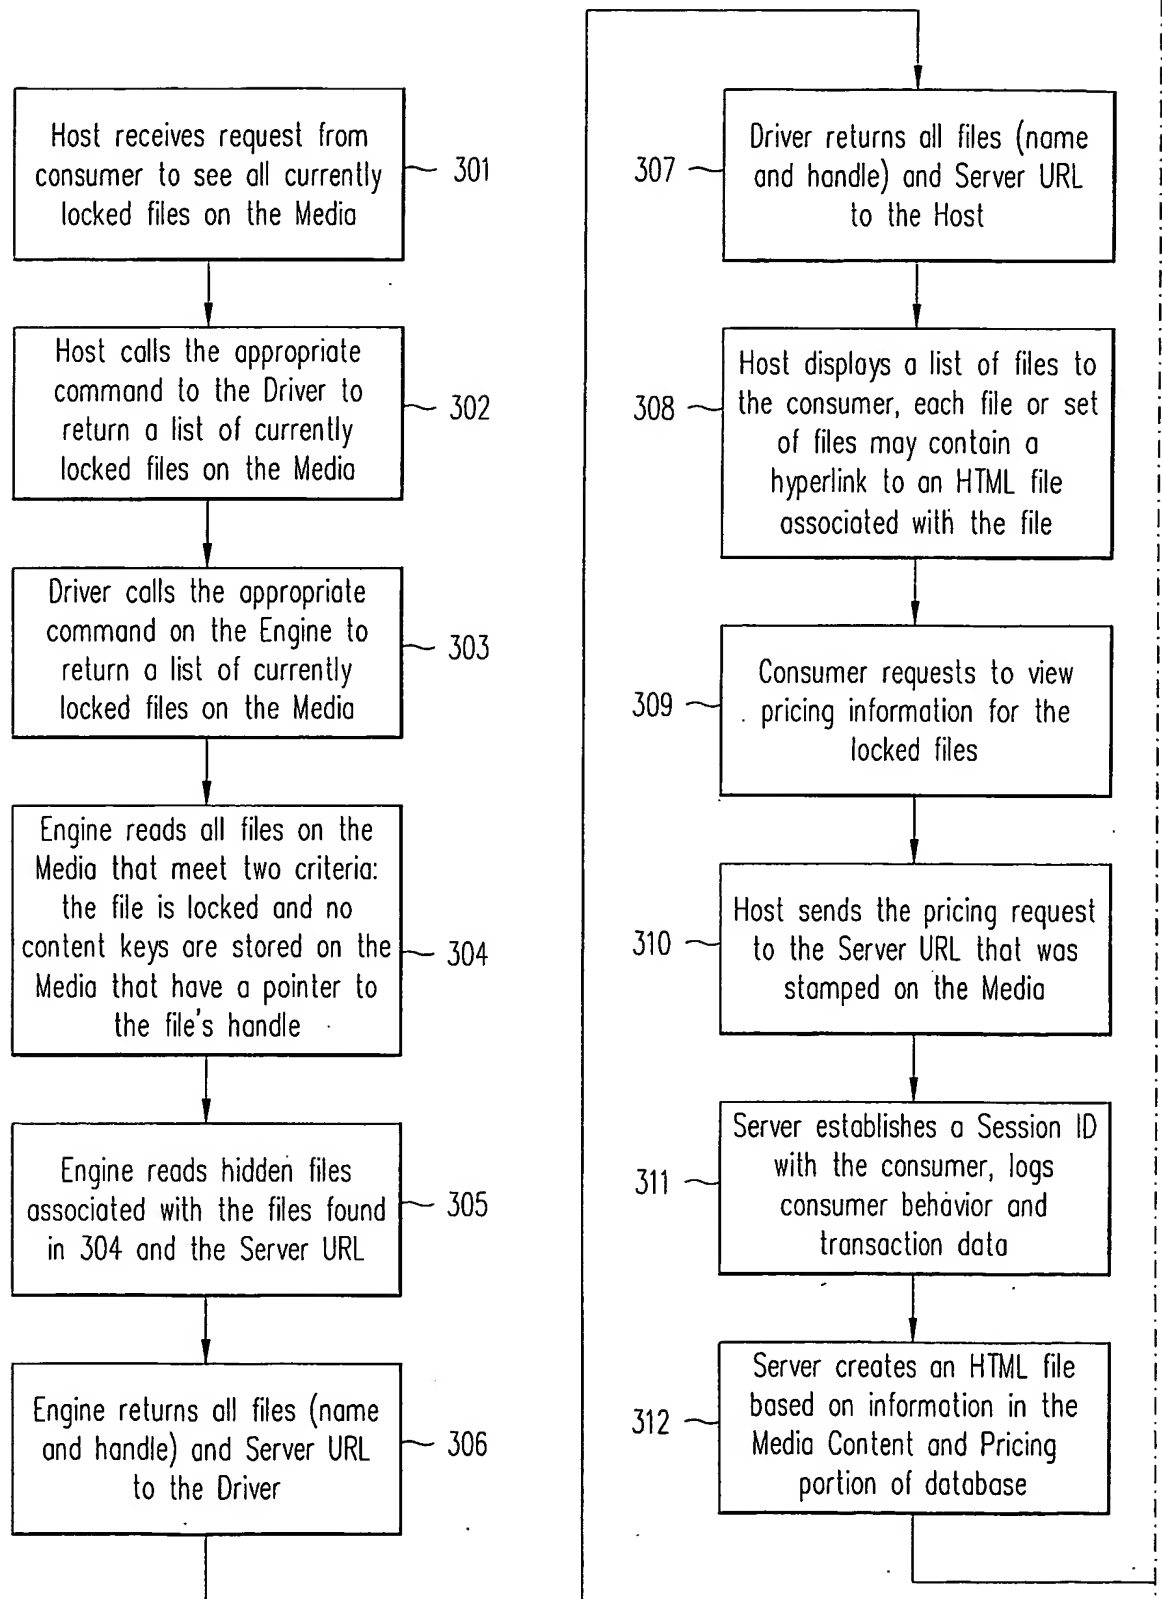 Host receives request from
consumer to see all currently
locked files on the Media
301
Host calls the appropriate
command to the Driver to
return a list of currently
locked files on the Media
302
Driver calls the appropriate
command on the Engine to
return a list of currently
locked files on the Media
303
Engine reads all files on the
Media that meet two criteria:
the file is locked and no
content keys are stored on the
Media that have a pointer to
the file's handle
304
Engine reads hidden files
associated with the files found
in 304 and the Server URL
305
Engine returns all files (name
and handle) and Server URL
to the Driver
306
Driver returns all files (name
and handle) and Server URL
to the Host
307
Host displays a list of files to
the consumer, each file or set
of files may contain a
hyperlink to an HTML file
associated with the file
308
Consumer requests to view
pricing information for the
locked files
309
Host sends the pricing request
to the Server URL that was
stamped on the Media
310
Server establishes a Session ID
with the consumer, logs
consumer behavior and
transaction data
311
Server creates an HTML file
based on information in the
Media Content and Pricing
portion of database
312